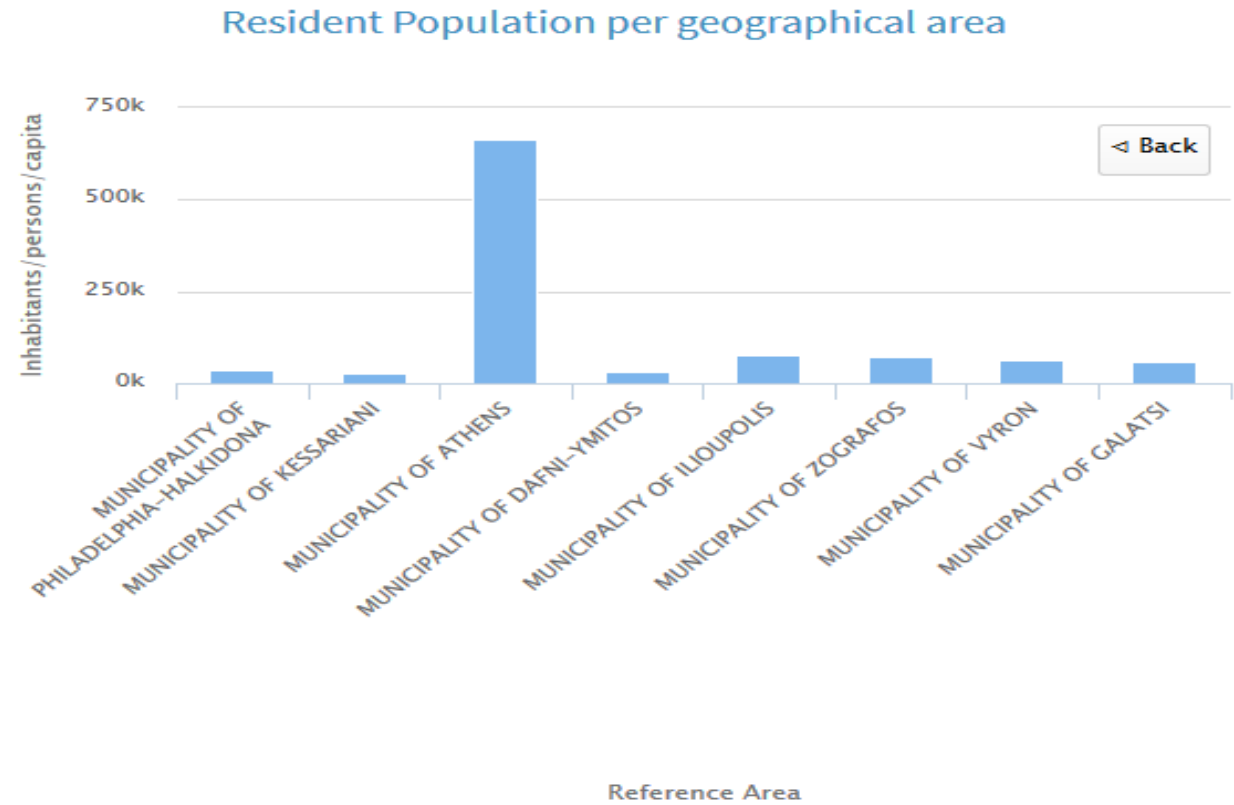 Resident Population per geographical area
Inhabitants/persons/capita
750k
500k
250k
0k
◅ Back
MUNICIPALITY OF
PHILADELPHIA-HALKIDONA
MUNICIPALITY OF KESSARIANI
MUNICIPALITY OF ATHENS
MUNICIPALITY OF DAFNI-YMITOS
MUNICIPALITY OF ILIOUPOLIS
MUNICIPALITY OF ZOGRAFOS
MUNICIPALITY OF VYRON
MUNICIPALITY OF GALATSI
Reference Area